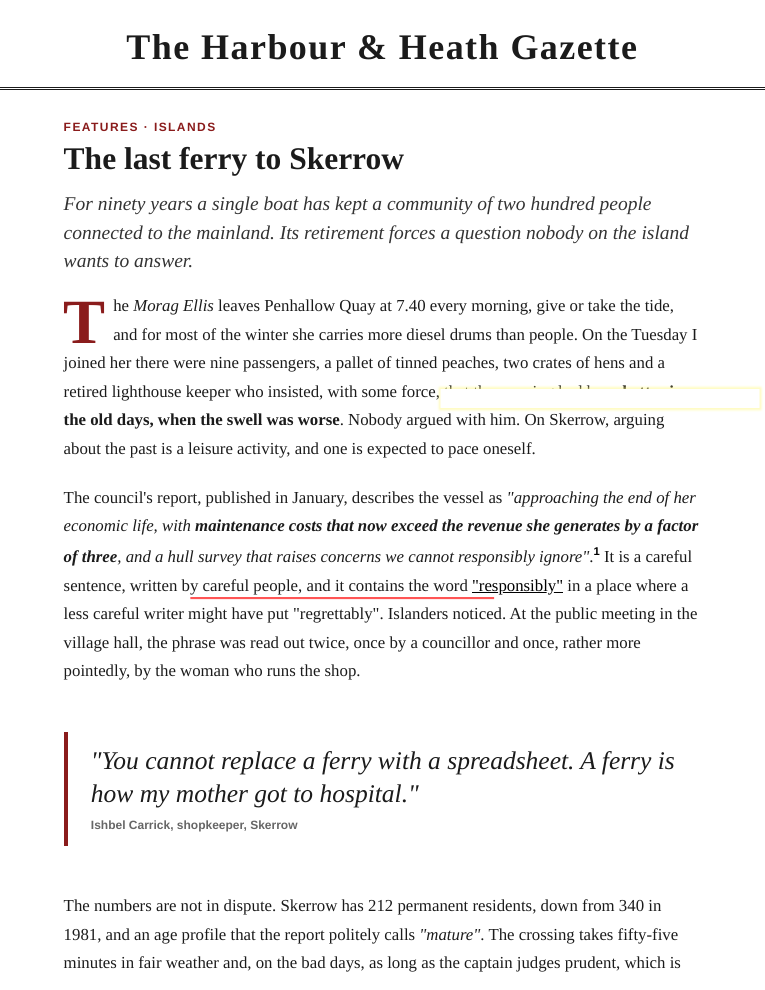 The Harbour & Heath Gazette
FEATURES · ISLANDS
The last ferry to Skerrow
For ninety years a single boat has kept a community of two hundred people
connected to the mainland. Its retirement forces a question nobody on the island
wants to answer.
The Morag Ellis leaves Penhallow Quay at 7.40 every morning, give or take the tide,
and for most of the winter she carries more diesel drums than people. On the Tuesday I
joined her there were nine passengers, a pallet of tinned peaches, two crates of hens and a
retired lighthouse keeper who insisted, with some force,
the old days, when the swell was worse. Nobody argued with him. On Skerrow, arguing
about the past is a leisure activity, and one is expected to pace oneself.
The council's report, published in January, describes the vessel as "approaching the end of her
economic life, with maintenance costs that now exceed the revenue she generates by a factor
of three, and a hull survey that raises concerns we cannot responsibly ignore".1 It is a careful
sentence, written by careful people, and it contains the word "responsibly" in a place where a
less careful writer might have put "regrettably". Islanders noticed. At the public meeting in the
village hall, the phrase was read out twice, once by a councillor and once, rather more
pointedly, by the woman who runs the shop.
"You cannot replace a ferry with a spreadsheet. A ferry is
how my mother got to hospital."
Ishbel Carrick, shopkeeper, Skerrow
The numbers are not in dispute. Skerrow has 212 permanent residents, down from 340 in
1981, and an age profile that the report politely calls "mature". The crossing takes fifty-five
minutes in fair weather and, on the bad days, as long as the captain judges prudent, which is